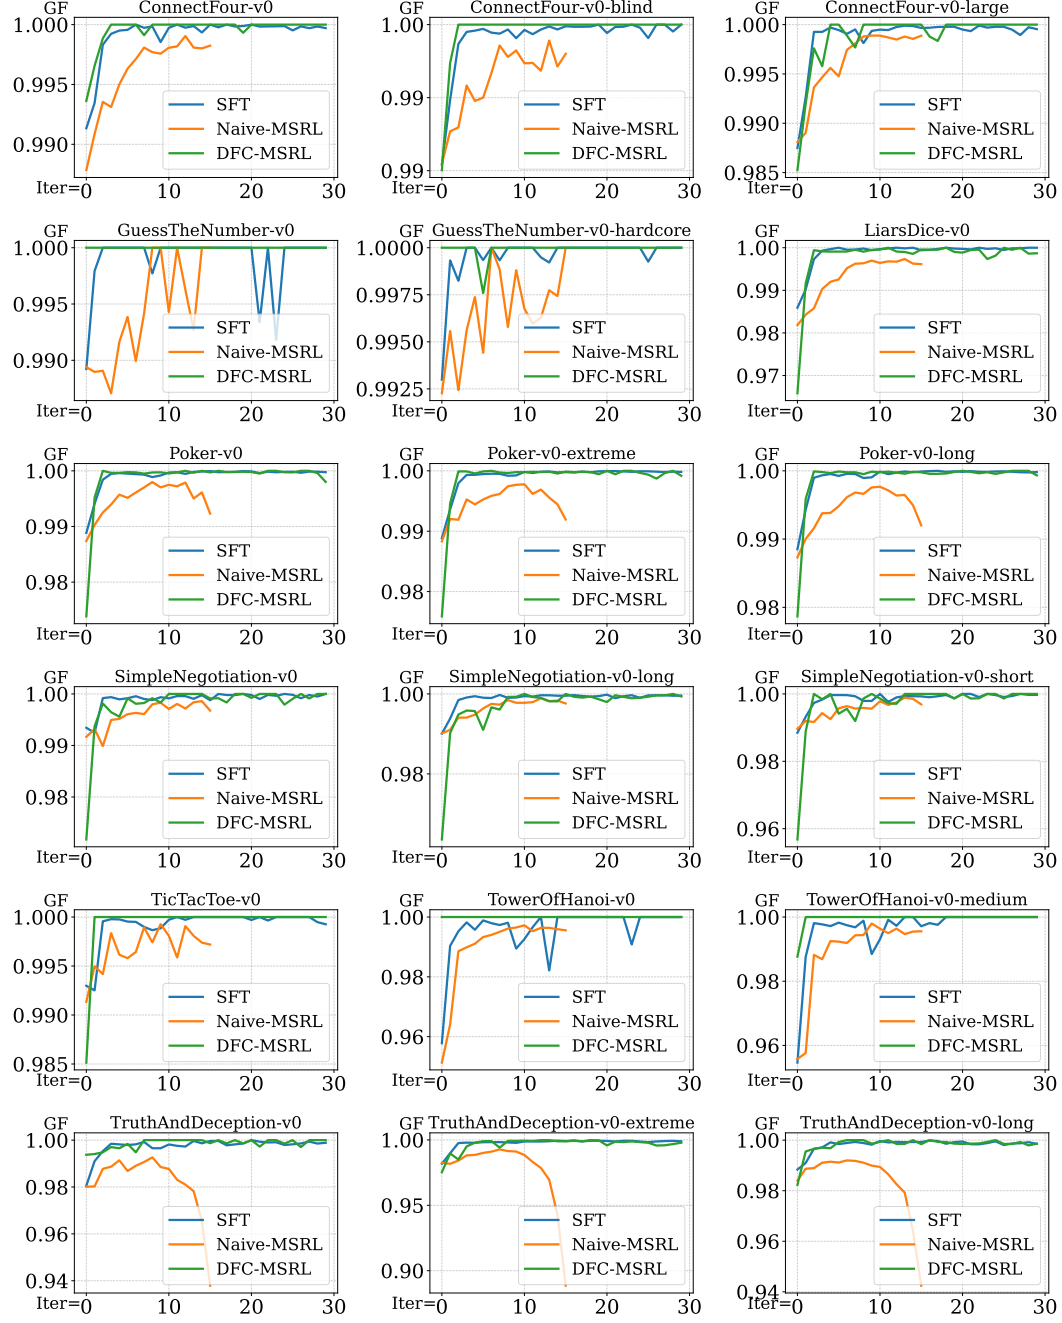 GF ConnectFour-v0
1.000
0.995
0.990
Iter=0 10 20 30
SFT
Naive-MSRL
DFC-MSRL
GF ConnectFour-v0-blind
1.000
0.99
0.99
Iter=0 10 20 30
SFT
Naive-MSRL
DFC-MSRL
GF ConnectFour-v0-large
1.000
0.995
0.990
0.985
Iter=0 10 20 30
SFT
Naive-MSRL
DFC-MSRL
GF GuessTheNumber-v0
1.000
0.995
0.990
Iter=0 10 20 30
SFT
Naive-MSRL
DFC-MSRL
GF GuessTheNumber-v0-hardcore
1.0000
0.9975
0.9950
0.9925
Iter=0 10 20 30
SFT
Naive-MSRL
DFC-MSRL
GF LiarsDice-v0
1.00
0.99
0.98
0.97
Iter=0 10 20 30
SFT
Naive-MSRL
DFC-MSRL
GF Poker-v0
1.00
0.99
0.98
Iter=0 10 20 30
SFT
Naive-MSRL
DFC-MSRL
GF Poker-v0-extreme
1.00
0.99
0.98
Iter=0 10 20 30
SFT
Naive-MSRL
DFC-MSRL
GF Poker-v0-long
1.00
0.99
0.98
Iter=0 10 20 30
SFT
Naive-MSRL
DFC-MSRL
GF SimpleNegotiation-v0
1.00
0.99
0.98
Iter=0 10 20 30
SFT
Naive-MSRL
DFC-MSRL
GF SimpleNegotiation-v0-long
1.00
0.98
Iter=0 10 20 30
SFT
Naive-MSRL
DFC-MSRL
GF SimpleNegotiation-v0-short
1.00
0.98
0.96
Iter=0 10 20 30
SFT
Naive-MSRL
DFC-MSRL
GF TicTacToe-v0
1.000
0.995
0.990
0.985
Iter=0 10 20 30
SFT
Naive-MSRL
DFC-MSRL
GF TowerOfHanoi-v0
1.00
0.98
0.96
Iter=0 10 20 30
SFT
Naive-MSRL
DFC-MSRL
GF TowerOfHanoi-v0-medium
1.00
0.98
0.96
Iter=0 10 20 30
SFT
Naive-MSRL
DFC-MSRL
GF TruthAndDeception-v0
1.00
0.98
0.96
0.94
Iter=0 10 20 30
SFT
Naive-MSRL
DFC-MSRL
GF TruthAndDeception-v0-extreme
1.00
0.95
0.90
Iter=0 10 20 30
SFT
Naive-MSRL
DFC-MSRL
GF TruthAndDeception-v0-long
1.00
0.98
0.96
0.94
Iter=0 10 20 30
SFT
Naive-MSRL
DFC-MSRL